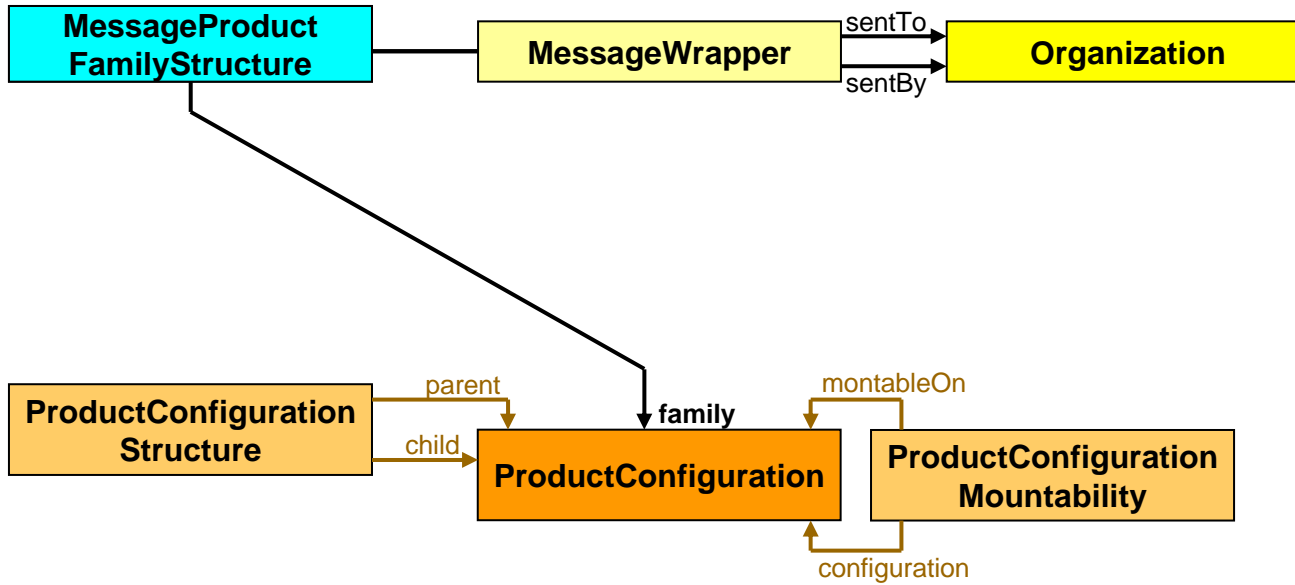 MessageProduct
FamilyStructure
MessageWrapper
sentTo
sentBy
Organization
ProductConfiguration
Structure
parent
child
family
ProductConfiguration
montableOn
ProductConfiguration
Mountability
configuration